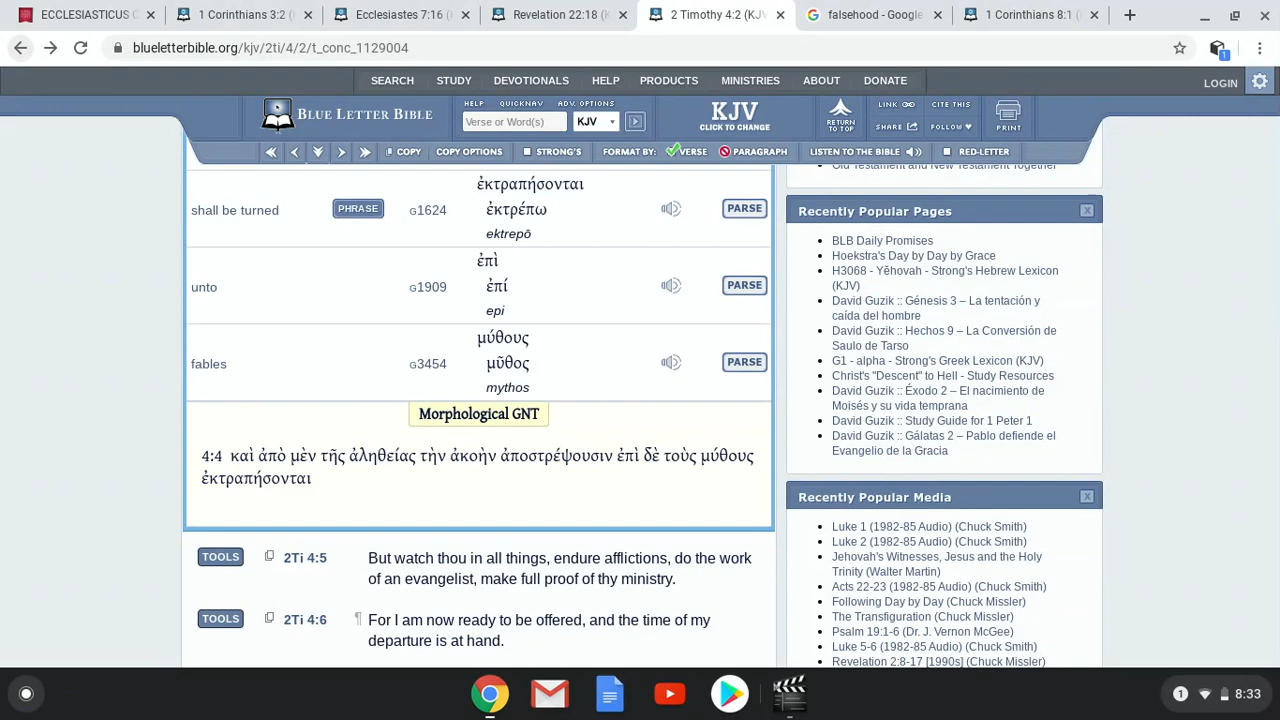 ECCLESIASTICUS C
1 Corinthians 3:2 (
Ecclesiastes 7:16 (
Revelation 22:18 (
2 Timothy 4:2 (KJV
falsehood - Google
1 Corinthians 8:1 (
blueletterbible.org/kjv/2ti/4/2/t_conc_1129004
1
SEARCH STUDY DEVOTIONALS HELP PRODUCTS MINISTRIES ABOUT DONATE
LOGIN
BLUE LETTER BIBLE
HELP QUICKNAV ADV. OPTIONS
Verse or Word(s)
KJV
KJV
CLICK TO CHANGE
RETURN
TO TOP
LINK CITE THIS
SHARE FOLLOW
PRINT
COPY COPY OPTIONS STRONG'S FORMAT BY: VERSE PARAGRAPH LISTEN TO THE BIBLE RED-LETTER
ἐκτραπήσονται
shall be turned PHRASE G1624 ἐκτρέπω PARSE
ektrepō
ἐπὶ
unto G1909 ἐπί PARSE
epi
μύθους
fables G3454 μῦθος PARSE
mythos
Morphological GNT
4:4 καὶ ἀπὸ μὲν τῆς ἀληθείας τὴν ἀκοὴν ἀποστρέψουσιν ἐπὶ δὲ τοὺς μύθους
ἐκτραπήσονται
TOOLS 2Ti 4:5 But watch thou in all things, endure afflictions, do the work
of an evangelist, make full proof of thy ministry.
TOOLS 2Ti 4:6 ¶ For I am now ready to be offered, and the time of my
departure is at hand.
Old Testament and New Testament Together
Recently Popular Pages x
BLB Daily Promises
Hoekstra's Day by Day by Grace
H3068 - Yĕhovah - Strong's Hebrew Lexicon
(KJV)
David Guzik :: Génesis 3 – La tentación y
caída del hombre
David Guzik :: Hechos 9 – La Conversión de
Saulo de Tarso
G1 - alpha - Strong's Greek Lexicon (KJV)
Christ's "Descent" to Hell - Study Resources
David Guzik :: Éxodo 2 – El nacimiento de
Moisés y su vida temprana
David Guzik :: Study Guide for 1 Peter 1
David Guzik :: Gálatas 2 – Pablo defiende el
Evangelio de la Gracia
Recently Popular Media x
Luke 1 (1982-85 Audio) (Chuck Smith)
Luke 2 (1982-85 Audio) (Chuck Smith)
Jehovah's Witnesses, Jesus and the Holy
Trinity (Walter Martin)
Acts 22-23 (1982-85 Audio) (Chuck Smith)
Following Day by Day (Chuck Missler)
The Transfiguration (Chuck Missler)
Psalm 19:1-6 (Dr. J. Vernon McGee)
Luke 5-6 (1982-85 Audio) (Chuck Smith)
Revelation 2:8-17 [1990s] (Chuck Missler)
1 8:33